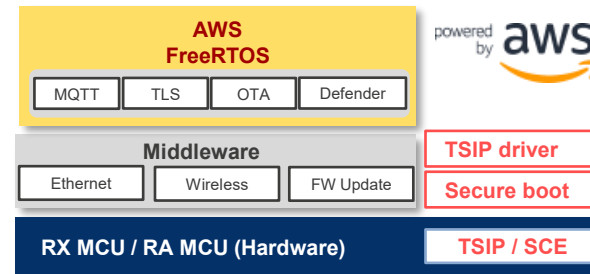 AWS
FreeRTOS
MQTT TLS OTA Defender
powered
by aws
Middleware
Ethernet Wireless FW Update
TSIP driver
Secure boot
RX MCU / RA MCU (Hardware) TSIP / SCE